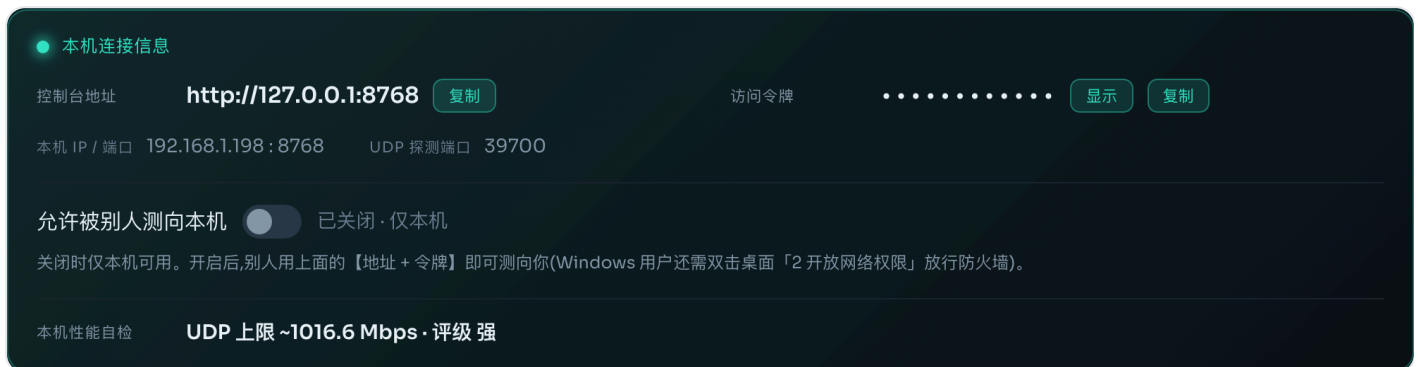 本机连接信息
控制台地址 http://127.0.0.1:8768 复制 访问令牌 •••••••••••• 显示 复制
本机 IP / 端口 192.168.1.198 : 8768 UDP 探测端口 39700
允许被别人测向本机 已关闭 · 仅本机
关闭时仅本机可用。开启后,别人用上面的【地址 + 令牌】即可测向你(Windows 用户还需双击桌面「2 开放网络权限」放行防火墙)。
本机性能自检 UDP 上限 ~1016.6 Mbps · 评级 强